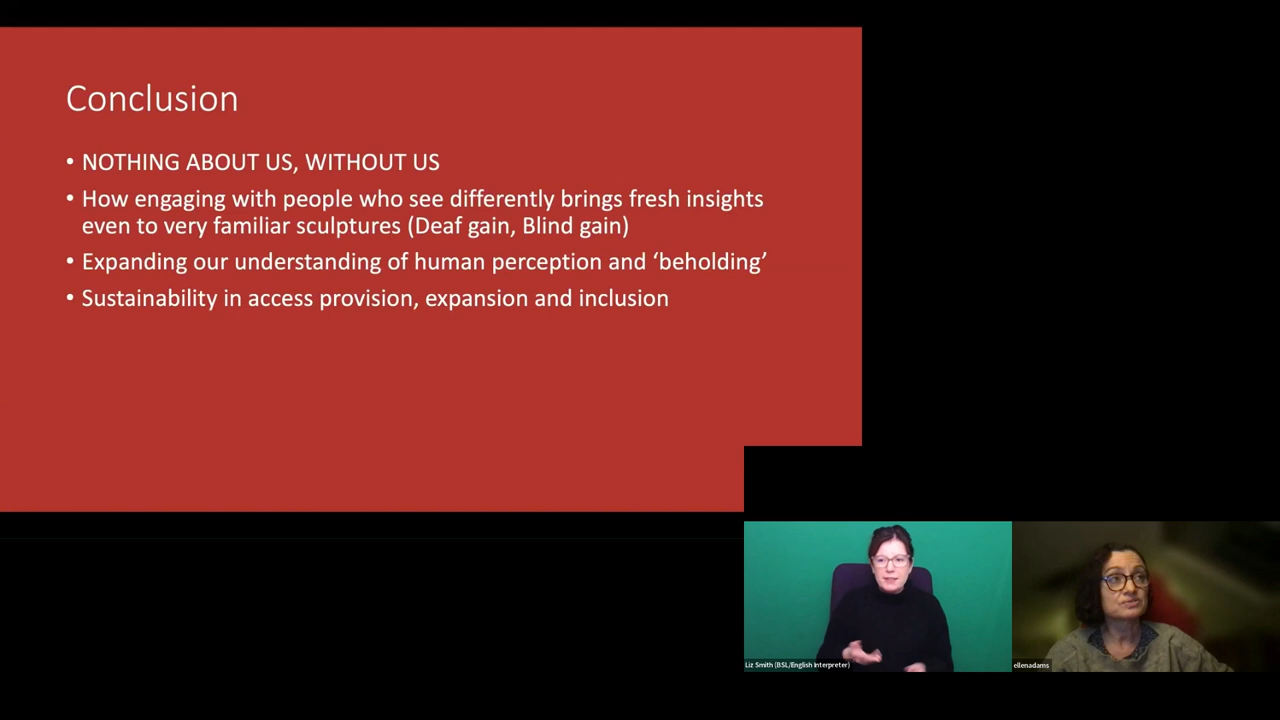 Conclusion
• NOTHING ABOUT US, WITHOUT US
• How engaging with people who see differently brings fresh insights
even to very familiar sculptures (Deaf gain, Blind gain)
• Expanding our understanding of human perception and ‘beholding’
• Sustainability in access provision, expansion and inclusion
Liz Smith (BSL/English Interpreter)
ellenadams